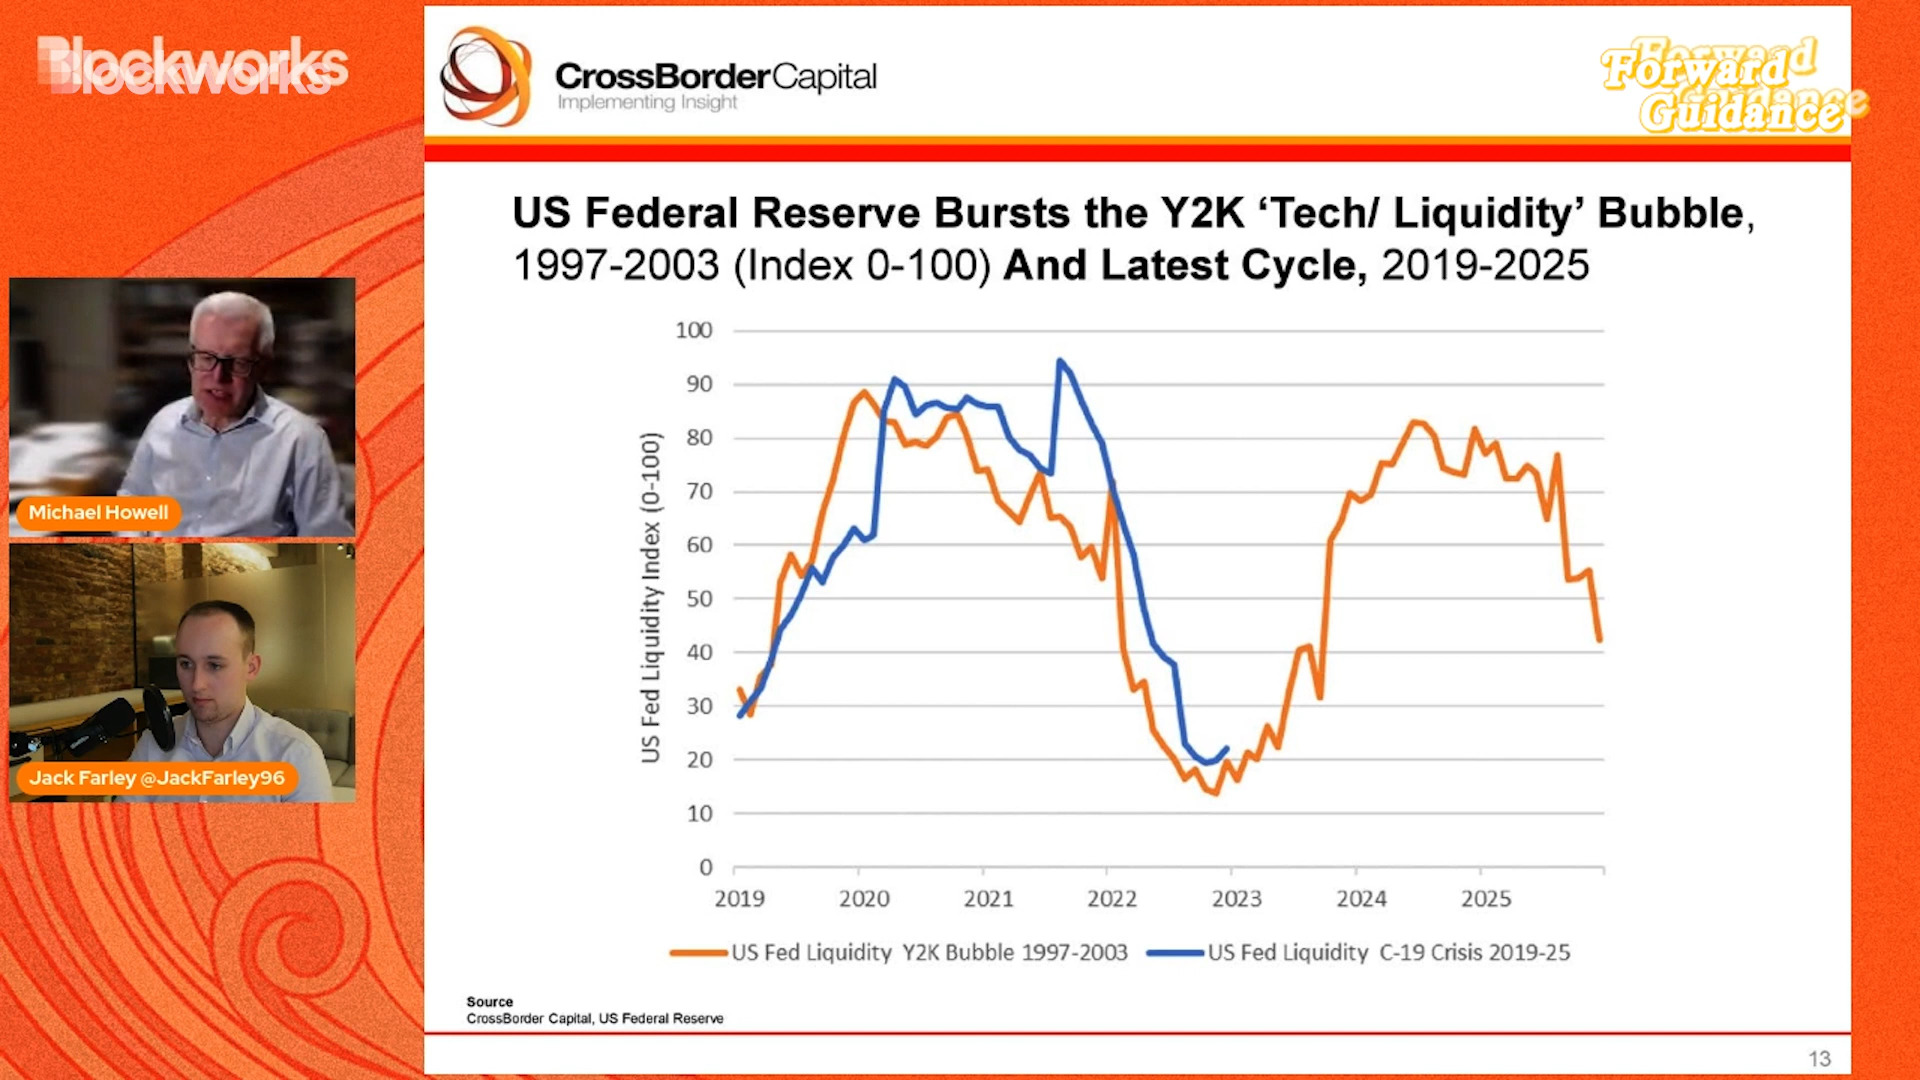 Blockworks
CrossBorderCapital
Implementing Insight
Forward
Guidance
US Federal Reserve Bursts the Y2K ‘Tech/ Liquidity’ Bubble,
1997-2003 (Index 0-100) And Latest Cycle, 2019-2025
US Fed Liquidity Index (0-100)
100
90
80
70
60
50
40
30
20
10
0
2019 2020 2021 2022 2023 2024 2025
US Fed Liquidity Y2K Bubble 1997-2003 US Fed Liquidity C-19 Crisis 2019-25
Source
CrossBorder Capital, US Federal Reserve
13
Michael Howell
Jack Farley @JackFarley96